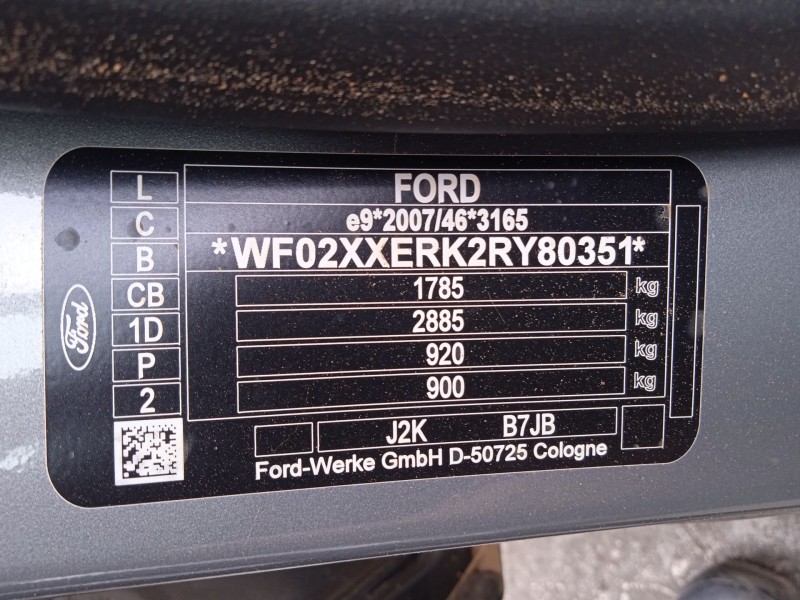 L
FORD
C
e9*2007/46*3165
B
*WF02XXERK2RY80351*
CB
1785 kg
1D
2885 kg
P
920 kg
2
900 kg
Ford
J2K B7JB
Ford-Werke GmbH D-50725 Cologne